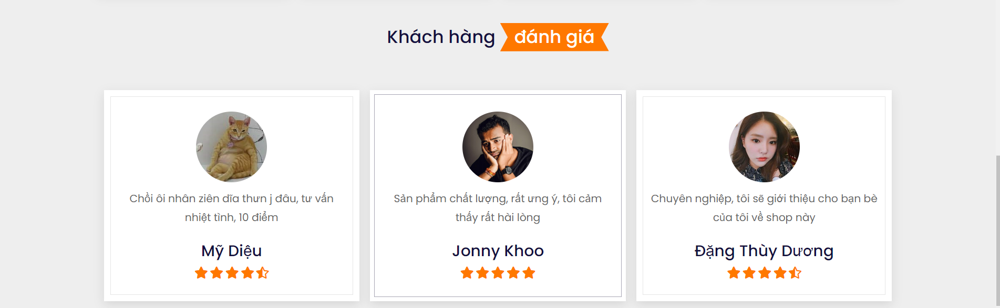 Khách hàng đánh giá
Chồi ôi nhân ziên dĩa thưn j đâu, tư vấn
nhiệt tình, 10 điểm
Mỹ Diệu
Sản phẩm chất lượng, rất ưng ý, tôi cảm
thấy rất hài lòng
Jonny Khoo
Chuyên nghiệp, tôi sẽ giới thiệu cho bạn bè
của tôi về shop này
Đặng Thùy Dương